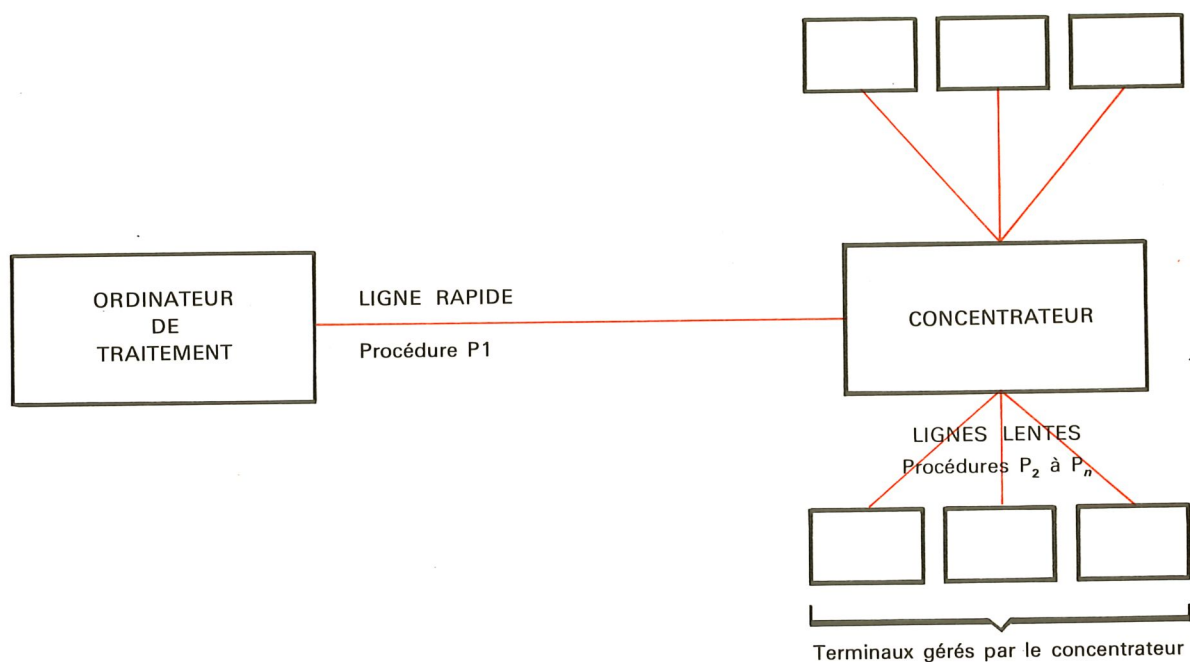 ORDINATEUR
DE
TRAITEMENT
LIGNE RAPIDE
Procédure P1
CONCENTRATEUR
LIGNES LENTES
Procédures P₂ à Pₙ
Terminaux gérés par le concentrateur